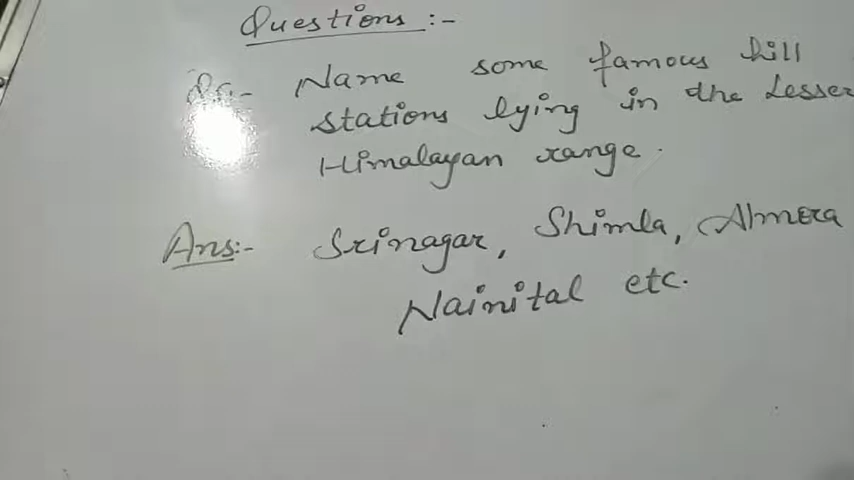 Questions :-
Name some famous hill
stations lying in the Lesser
Himalayan range.
Ans:- Srinagar, Shimla, Almora
Nainital etc.